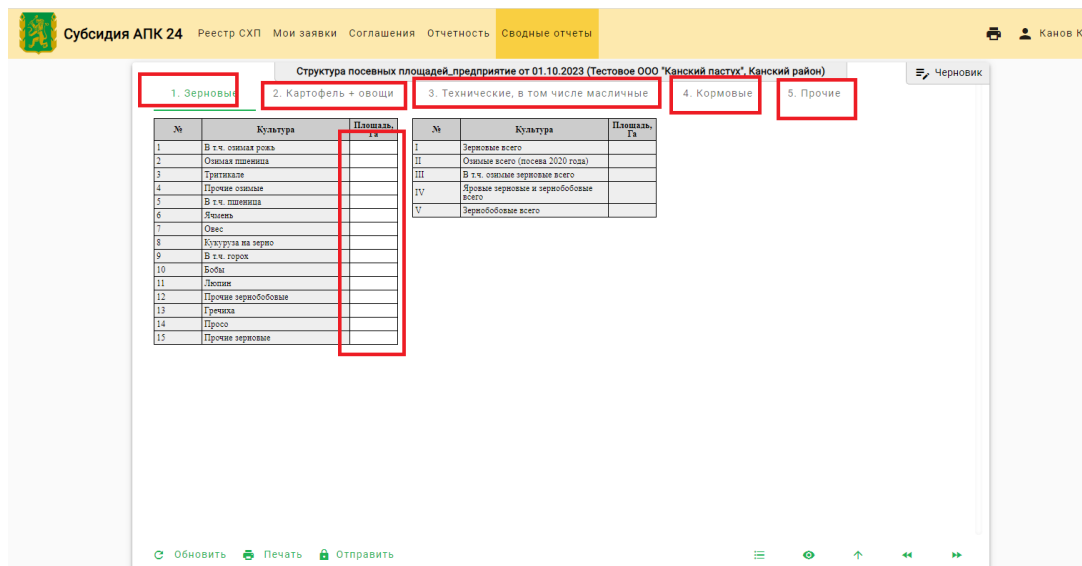 Субсидия АПК 24 Реестр СХП Мои заявки Соглашения Отчетность Сводные отчеты Канов К
Структура посевных площадей_предприятие от 01.10.2023 (Тестовое ООО "Канский пастух", Канский район) Черновик
1. Зерновые 2. Картофель + овощи 3. Технические, в том числе масличные 4. Кормовые 5. Прочие
№ Культура Площадь, Га
1 В т.ч. озимая рожь
2 Озимая пшеница
3 Тритикале
4 Прочие озимые
5 В т.ч. пшеница
6 Ячмень
7 Овес
8 Кукуруза на зерно
9 В т.ч. горох
10 Бобы
11 Люпин
12 Прочие зернобобовые
13 Гречиха
14 Просо
15 Прочие зерновые
№ Культура Площадь, Га
I Зерновые всего
II Озимые всего (посева 2020 года)
III В т.ч. озимые зерновые всего
IV Яровые зерновые и зернобобовые
всего
V Зернобобовые всего
Обновить Печать Отправить